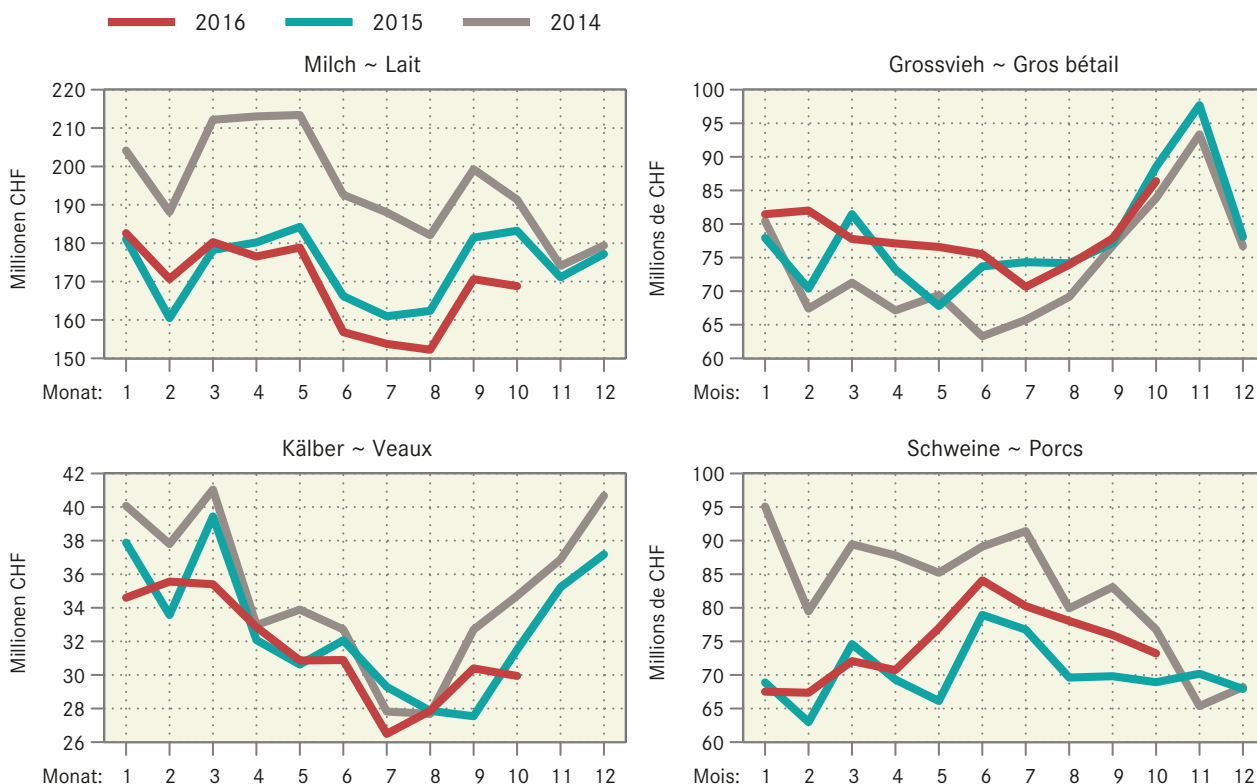 2016 2015 2014
Milch ~ Lait
Millionen CHF
220
210
200
190
180
170
160
150
Monat: 1 2 3 4 5 6 7 8 9 10 11 12
Grossvieh ~ Gros bétail
Millions de CHF
100
95
90
85
80
75
70
65
60
Mois: 1 2 3 4 5 6 7 8 9 10 11 12
Kälber ~ Veaux
Millionen CHF
42
40
38
36
34
32
30
28
26
Monat: 1 2 3 4 5 6 7 8 9 10 11 12
Schweine ~ Porcs
Millions de CHF
100
95
90
85
80
75
70
65
60
Mois: 1 2 3 4 5 6 7 8 9 10 11 12